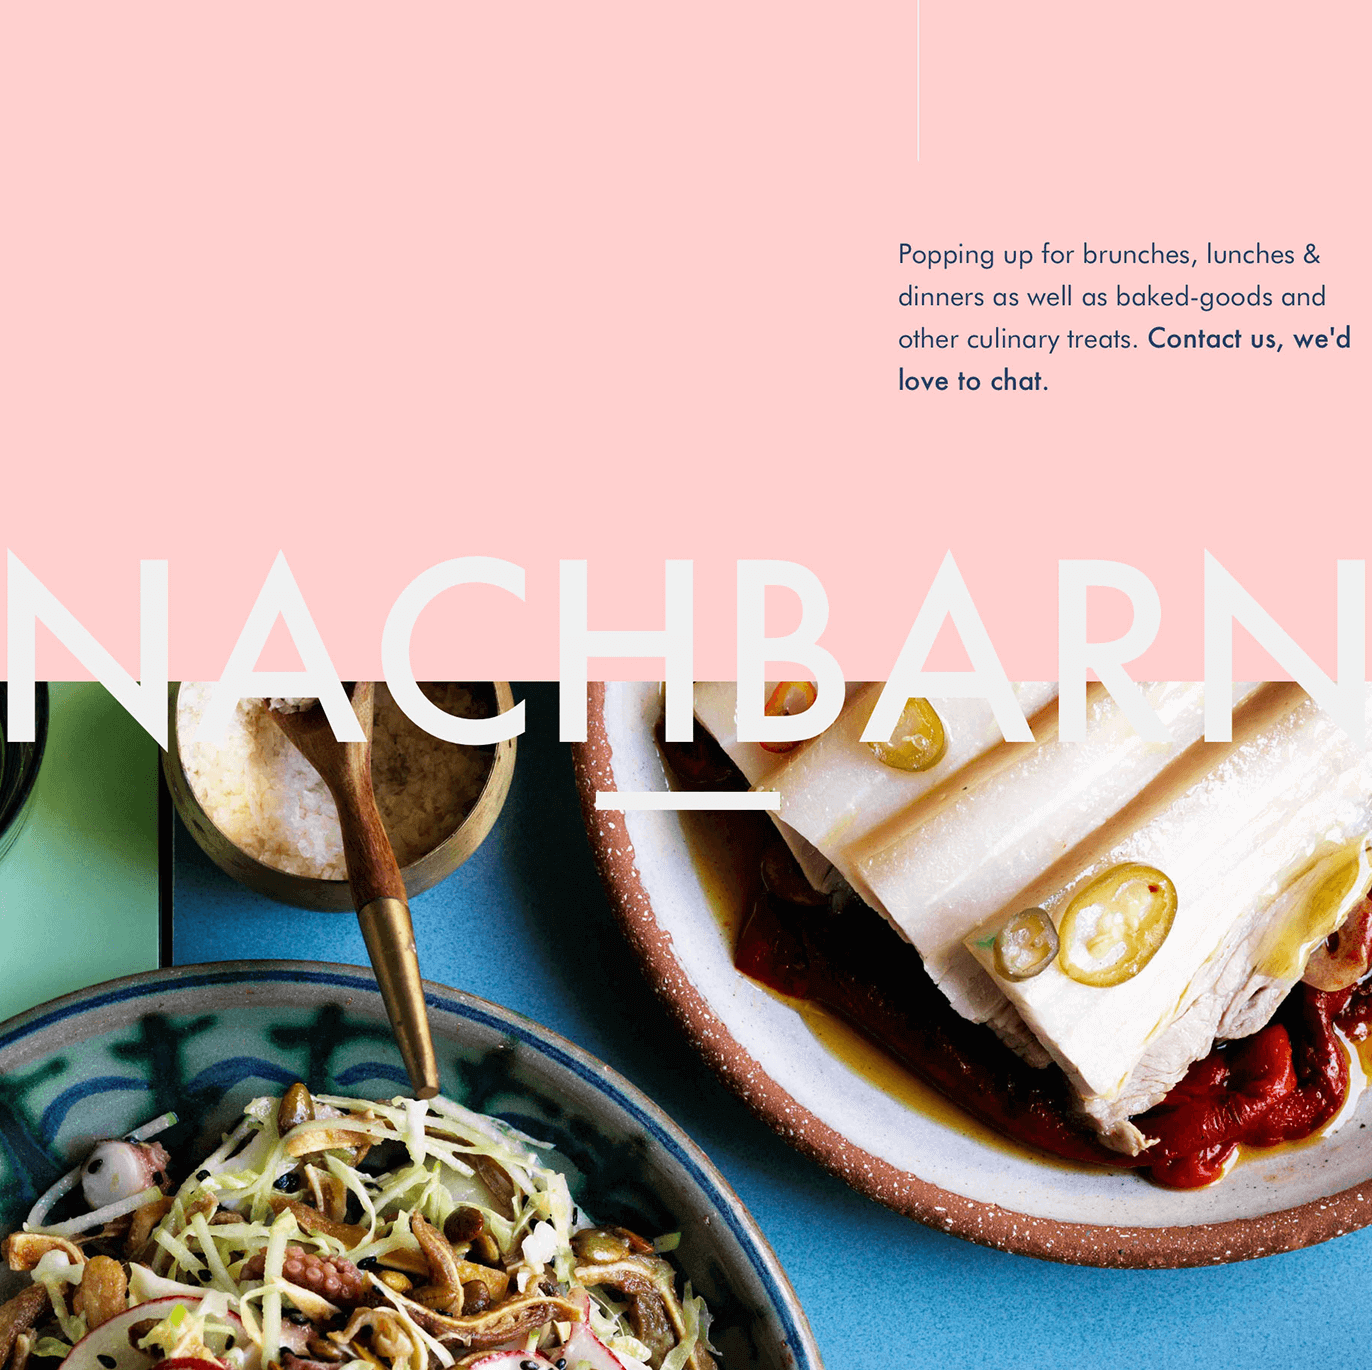 Popping up for brunches, lunches &
dinners as well as baked-goods and
other culinary treats. Contact us, we'd
love to chat.
NACHBARN